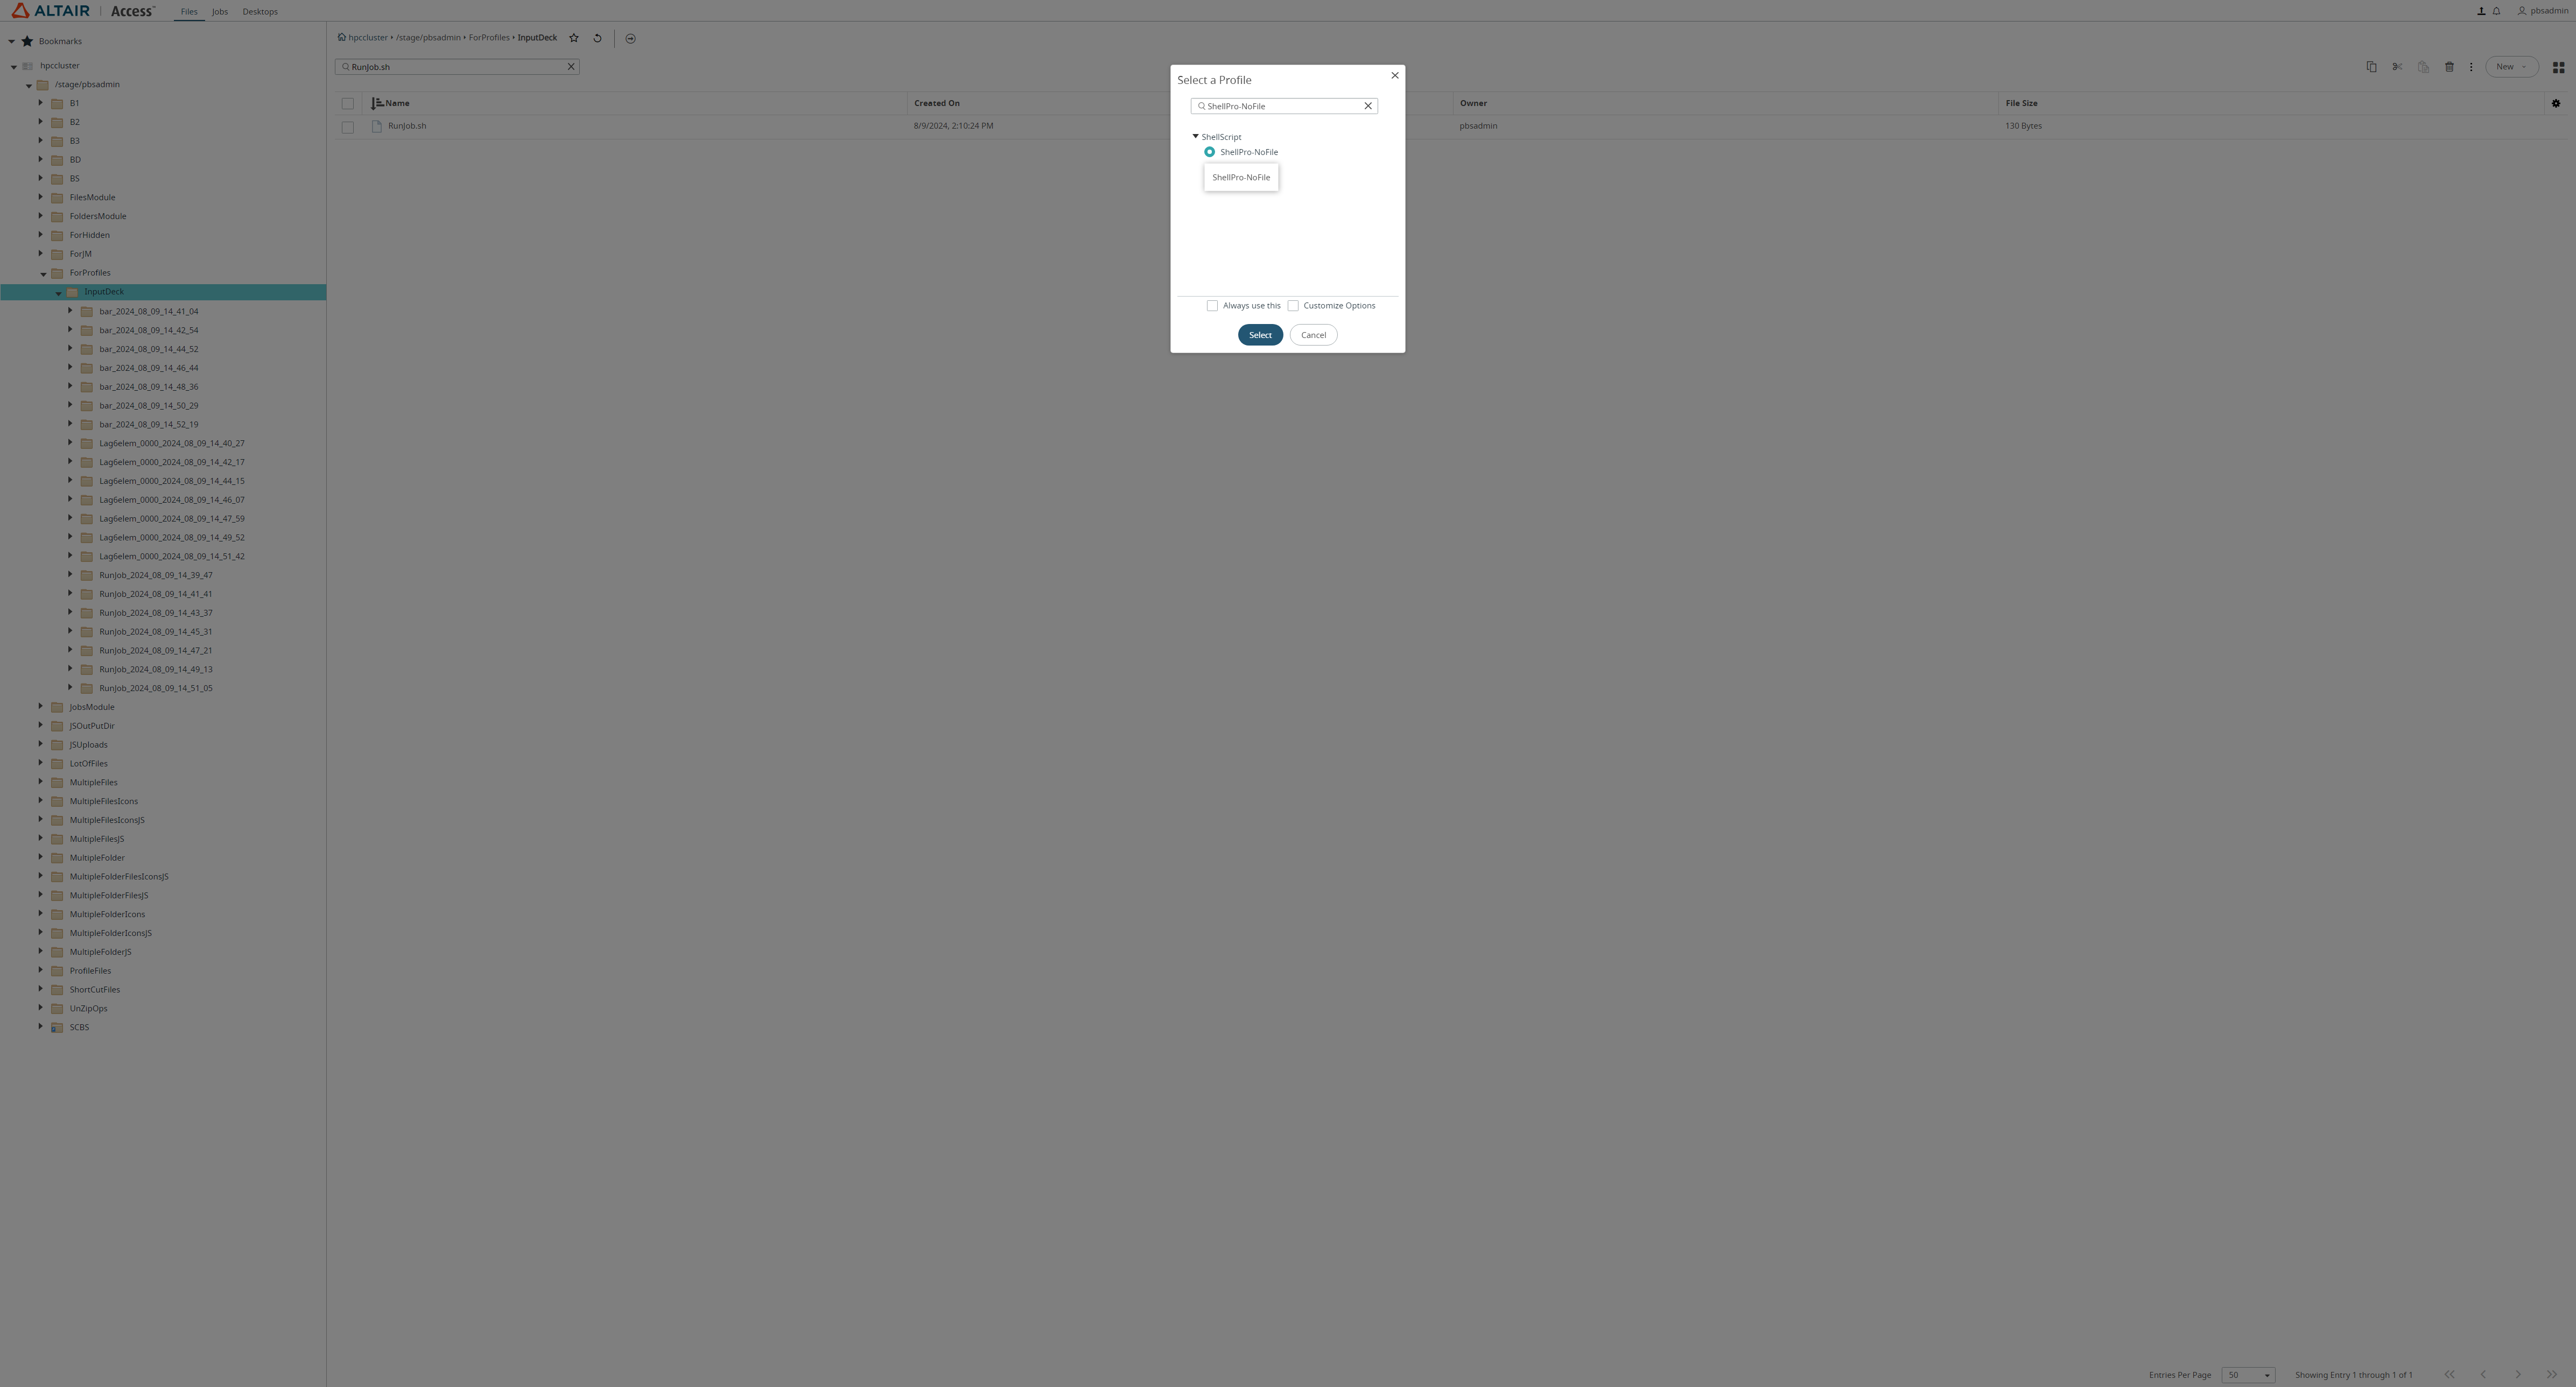 ALTAIR | Access™ Files Jobs Desktops pbsadmin
Bookmarks
hpccluster
/stage/pbsadmin
B1
B2
B3
BD
BS
FilesModule
FoldersModule
ForHidden
ForJM
ForProfiles
InputDeck
bar_2024_08_09_14_41_04
bar_2024_08_09_14_42_54
bar_2024_08_09_14_44_52
bar_2024_08_09_14_46_44
bar_2024_08_09_14_48_36
bar_2024_08_09_14_50_29
bar_2024_08_09_14_52_19
Lag6elem_0000_2024_08_09_14_40_27
Lag6elem_0000_2024_08_09_14_42_17
Lag6elem_0000_2024_08_09_14_44_15
Lag6elem_0000_2024_08_09_14_46_07
Lag6elem_0000_2024_08_09_14_47_59
Lag6elem_0000_2024_08_09_14_49_52
Lag6elem_0000_2024_08_09_14_51_42
RunJob_2024_08_09_14_39_47
RunJob_2024_08_09_14_41_41
RunJob_2024_08_09_14_43_37
RunJob_2024_08_09_14_45_31
RunJob_2024_08_09_14_47_21
RunJob_2024_08_09_14_49_13
RunJob_2024_08_09_14_51_05
JobsModule
JSOutPutDir
JSUploads
LotOfFiles
MultipleFiles
MultipleFilesIcons
MultipleFilesIconsJS
MultipleFilesJS
MultipleFolder
MultipleFolderFilesIconsJS
MultipleFolderFilesJS
MultipleFolderIcons
MultipleFolderIconsJS
MultipleFolderJS
ProfileFiles
ShortCutFiles
UnZipOps
SCBS
hpccluster /stage/pbsadmin ForProfiles InputDeck
RunJob.sh
New
Name Created On Owner File Size
RunJob.sh 8/9/2024, 2:10:24 PM pbsadmin 130 Bytes
Select a Profile
ShellPro-NoFile
ShellScript
ShellPro-NoFile
ShellPro-NoFile
Always use this Customize Options
Select Cancel
Entries Per Page 50 Showing Entry 1 through 1 of 1